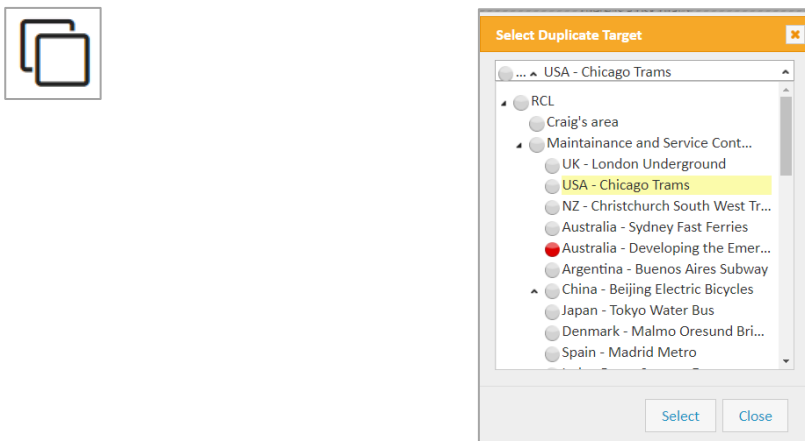 Select Duplicate Target
... USA - Chicago Trams
RCL
Craig's area
Maintainance and Service Cont...
UK - London Underground
USA - Chicago Trams
NZ - Christchurch South West Tr...
Australia - Sydney Fast Ferries
Australia - Developing the Emer...
Argentina - Buenos Aires Subway
China - Beijing Electric Bicycles
Japan - Tokyo Water Bus
Denmark - Malmo Oresund Bri...
Spain - Madrid Metro
Select Close